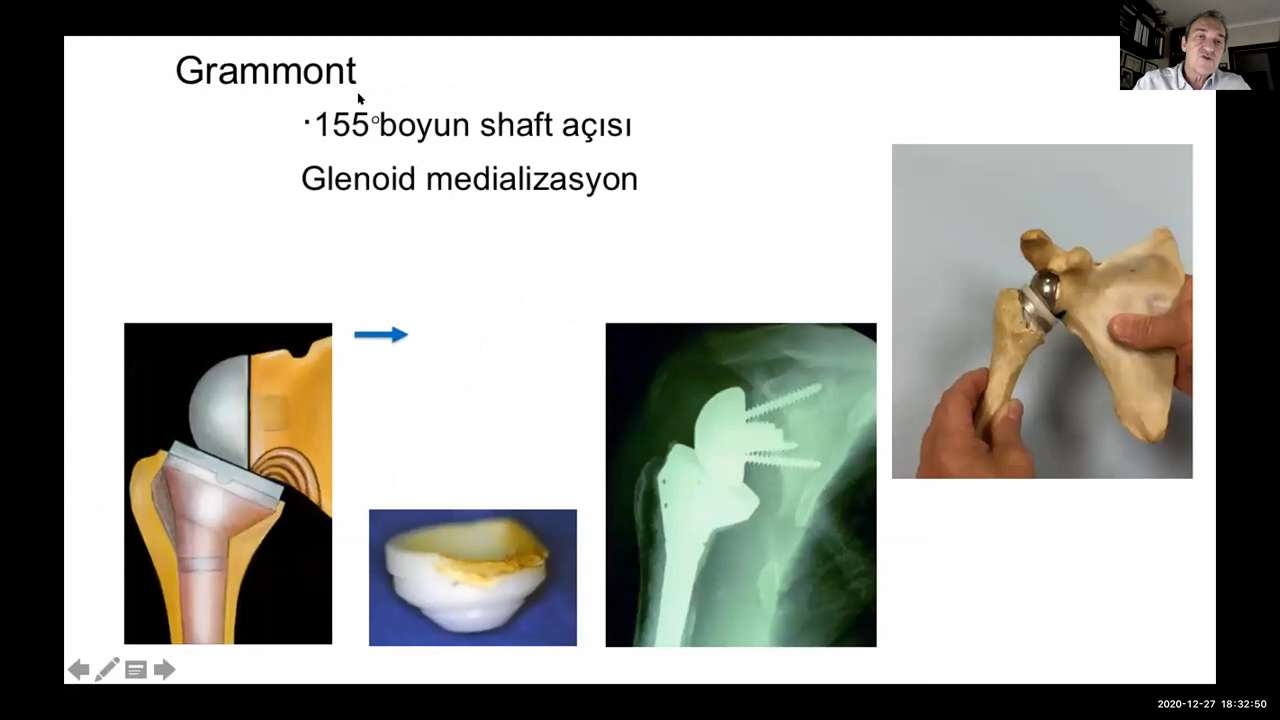 Grammont
·155°boyun shaft açısı
Glenoid medializasyon
2020-12-27 18:32:50